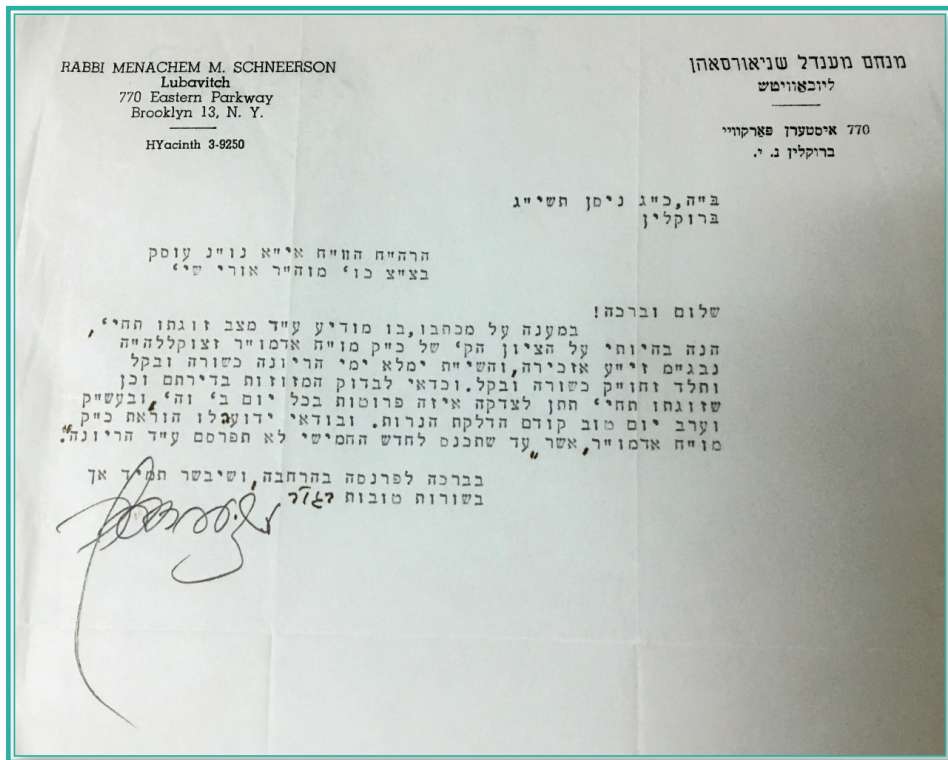 RABBI MENACHEM M. SCHNEERSON
Lubavitch
770 Eastern Parkway
Brooklyn 13, N. Y.
HYacinth 3-9250
מנחם מענדל שניאורסאהן
ליובאוויטש
770 איסטערן פארקוויי
ברוקלין נ. י.
ב"ה, כ"ג ניסן תשי"ג
ברוקלין
הרה"ח הוו"ח אי"א נו"נ עוסק
בצ"צ כו' מוה"ר אורי שי'
שלום וברכה!
במענה על מכתבו, בו מודיע ע"ד מצב זוגתו תחי',
הנה בהיותי על הציון הק' של כ"ק מו"ח אדמו"ר זצוקללה"ה
נבג"מ זי"ע אזכירה, והשי"ת ימלא ימי הריונה כשורה ובקל
ותלד זחו"ק כשורה ובקל. וכדאי לבדוק המזוזות בדירתם וכן
שזוגתו תחי' תתן לצדקה איזה פרוטות בכל יום ב' וה', ובעש"ק
וערב יום טוב קודם הדלקת הנרות. ובודאי ידועה לו הוראת כ"ק
מו"ח אדמו"ר, אשר "עד שתכנס לחדש החמישי לא תפרסם ע"ד הריונה".
בברכה לפרנסה בהרחבה, ושיבשר תמיד אך
בשורות טובות